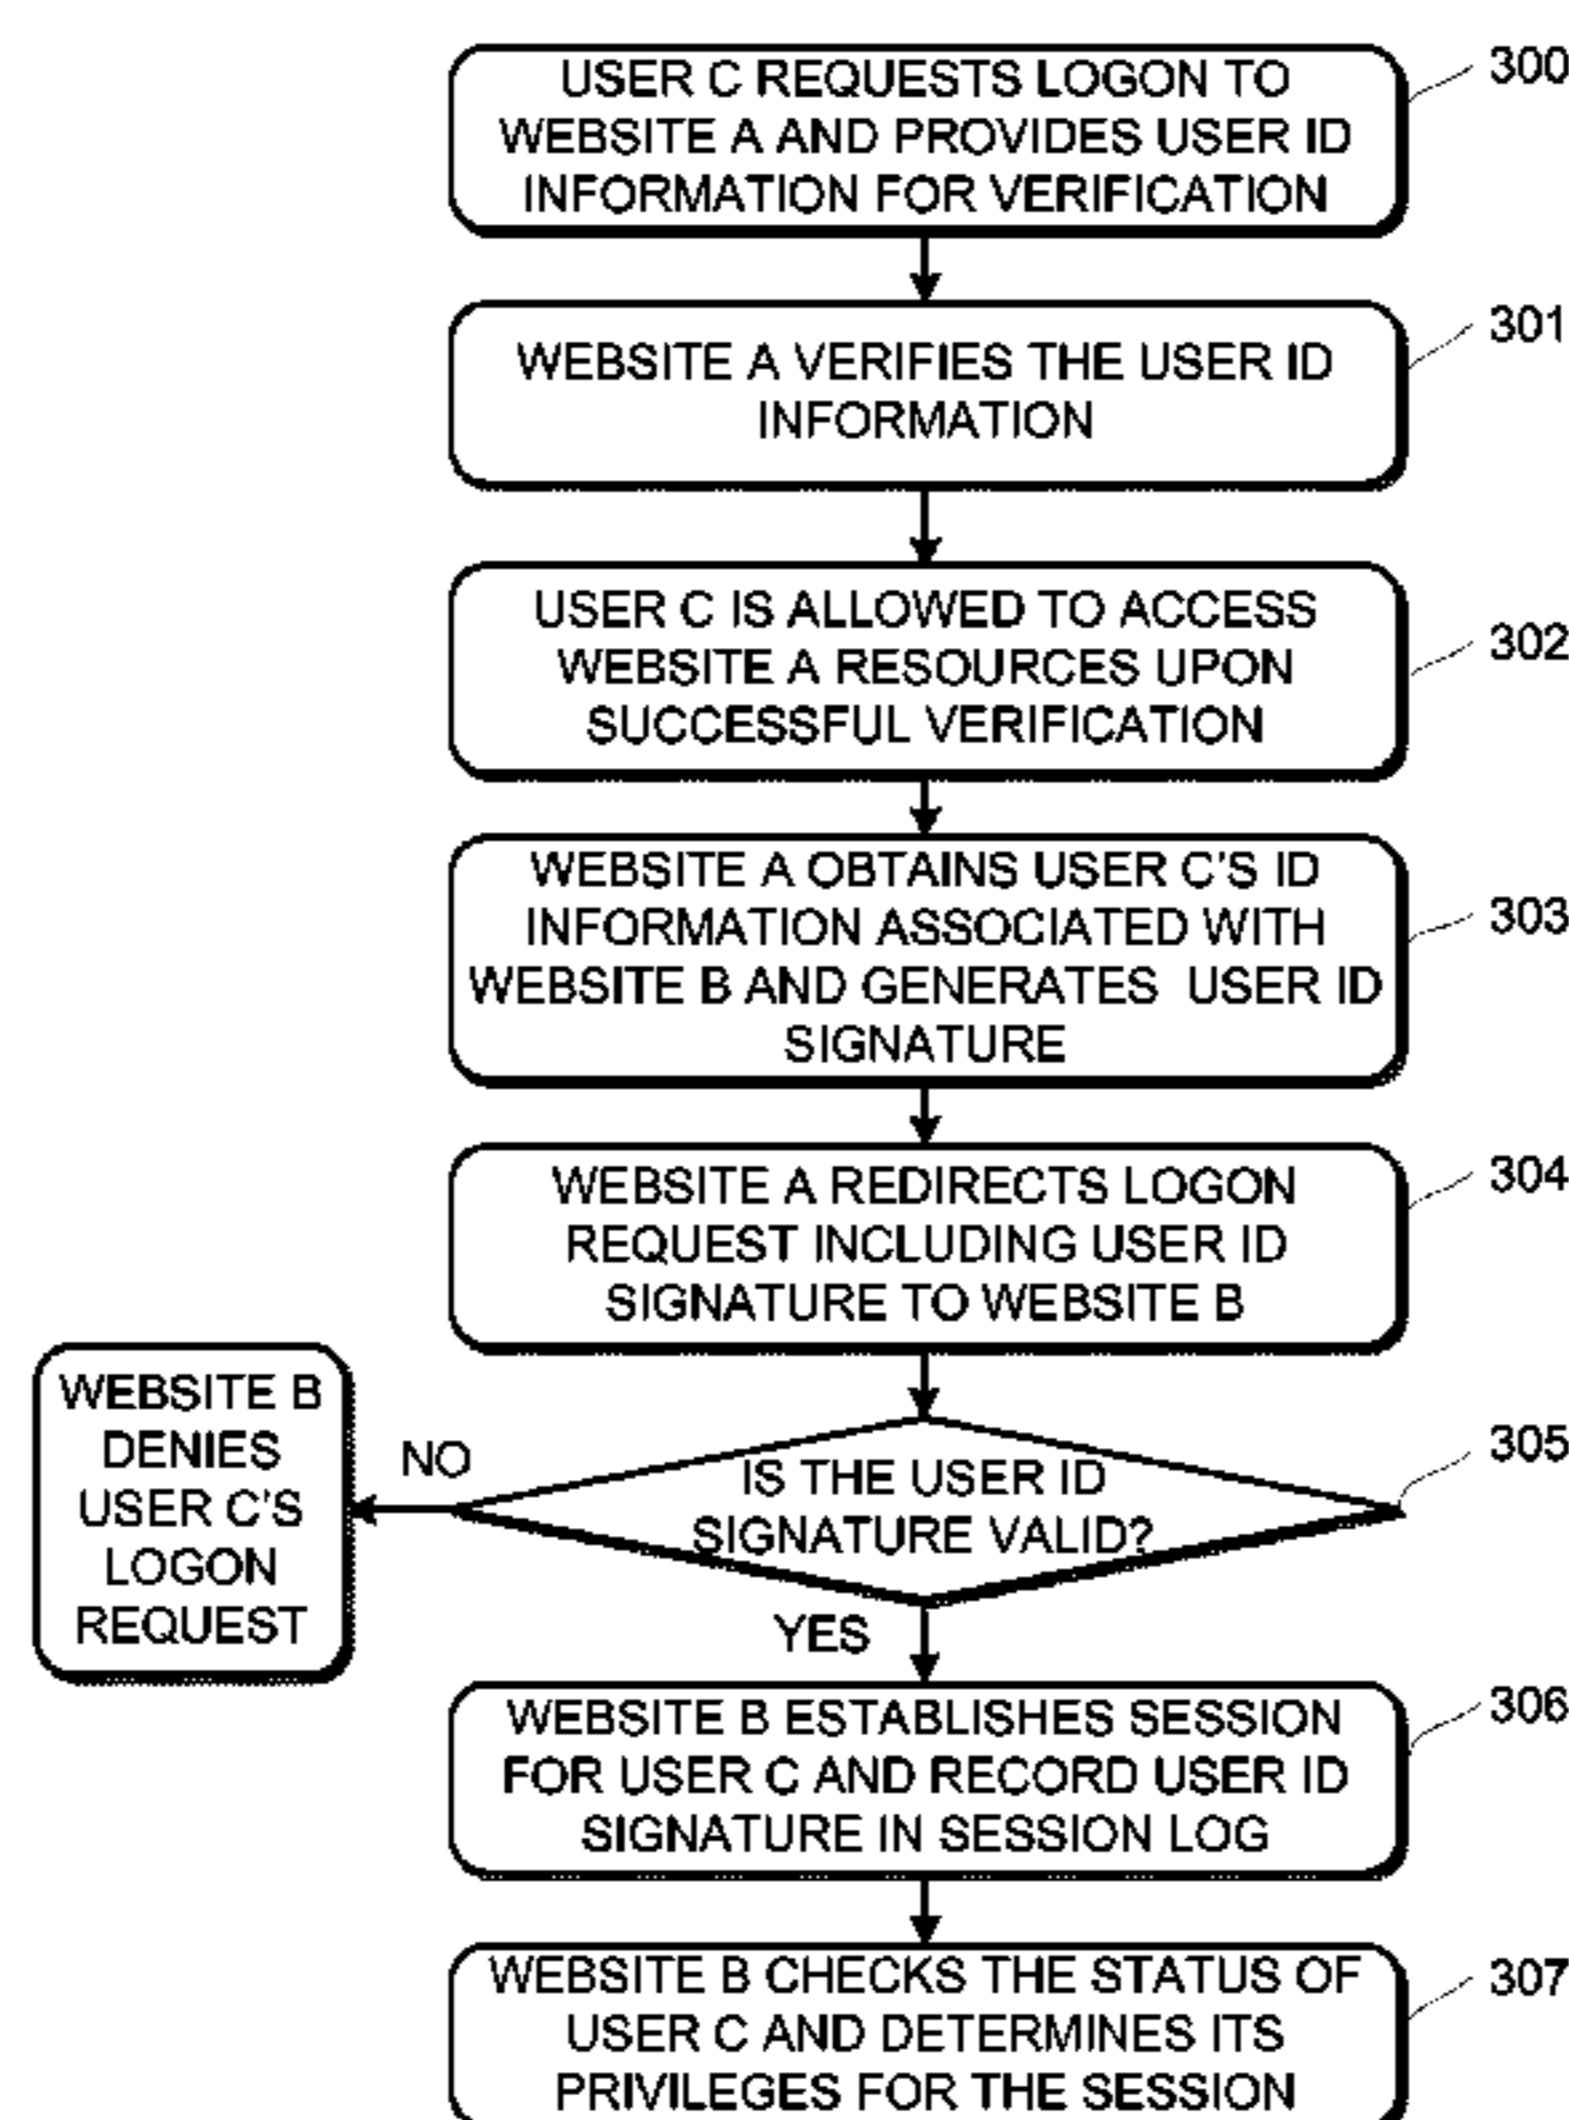 USER C REQUESTS LOGON TO
WEBSITE A AND PROVIDES USER ID
INFORMATION FOR VERIFICATION
300
WEBSITE A VERIFIES THE USER ID
INFORMATION
301
USER C IS ALLOWED TO ACCESS
WEBSITE A RESOURCES UPON
SUCCESSFUL VERIFICATION
302
WEBSITE A OBTAINS USER C'S ID
INFORMATION ASSOCIATED WITH
WEBSITE B AND GENERATES USER ID
SIGNATURE
303
WEBSITE A REDIRECTS LOGON
REQUEST INCLUDING USER ID
SIGNATURE TO WEBSITE B
304
IS THE USER ID
SIGNATURE VALID?
305
NO
WEBSITE B
DENIES
USER C'S
LOGON
REQUEST
YES
WEBSITE B ESTABLISHES SESSION
FOR USER C AND RECORD USER ID
SIGNATURE IN SESSION LOG
306
WEBSITE B CHECKS THE STATUS OF
USER C AND DETERMINES ITS
PRIVILEGES FOR THE SESSION
307